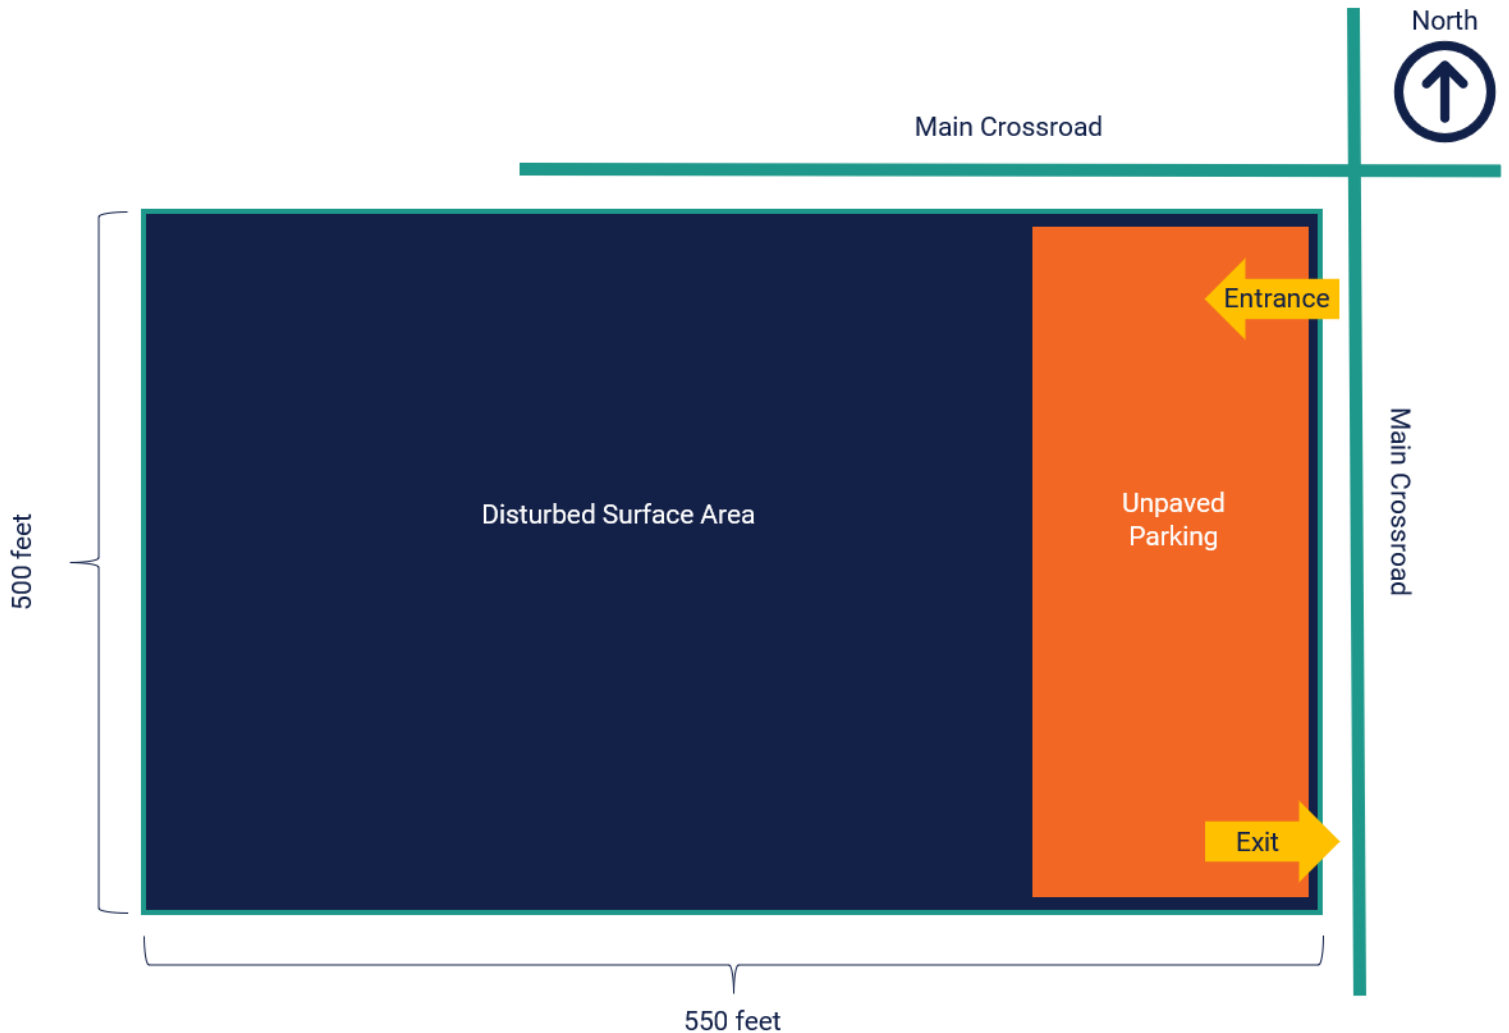 North
Main Crossroad
Entrance
Main Crossroad
Disturbed Surface Area
Unpaved
Parking
500 feet
Exit
550 feet